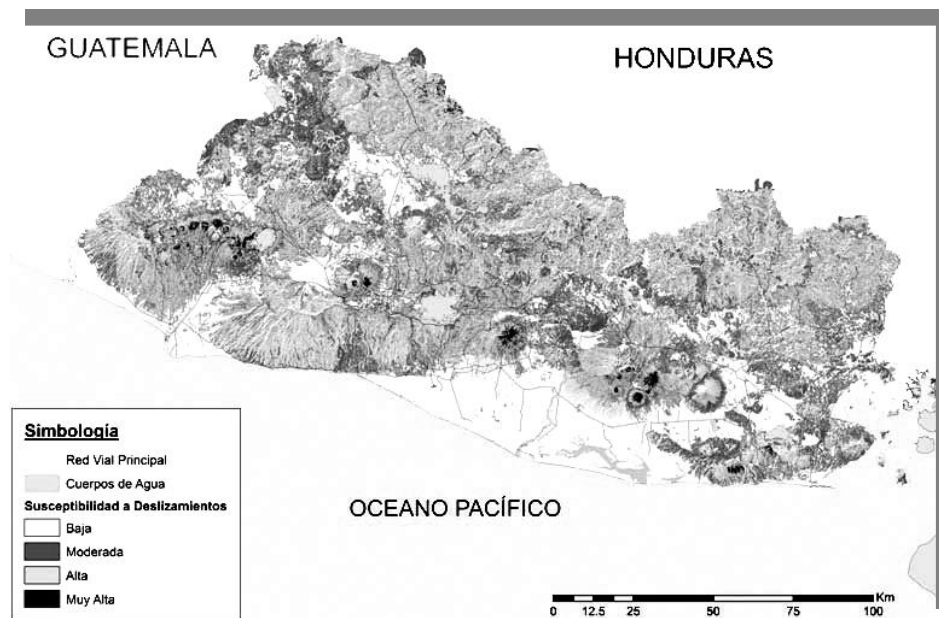 GUATEMALA
HONDURAS
OCEANO PACÍFICO
Simbología
Red Vial Principal
Cuerpos de Agua
Susceptibilidad a Deslizamientos
Baja
Moderada
Alta
Muy Alta
Km
0 12.5 25 50 75 100